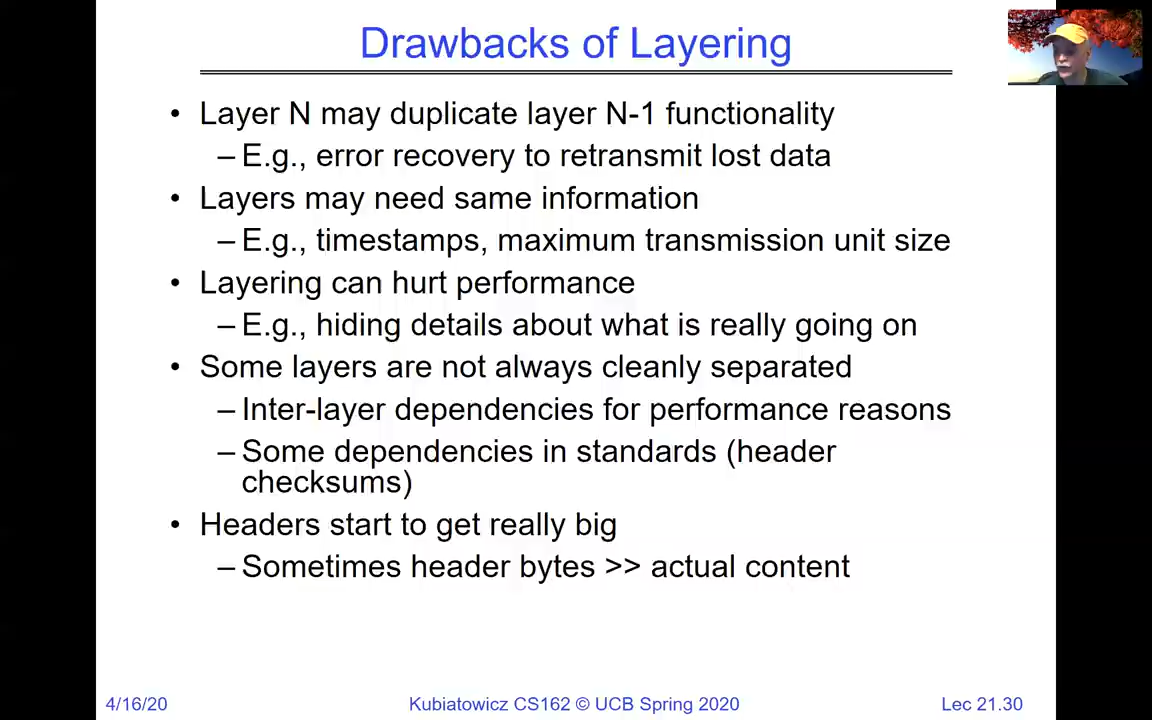 Drawbacks of Layering
• Layer N may duplicate layer N-1 functionality
– E.g., error recovery to retransmit lost data
• Layers may need same information
– E.g., timestamps, maximum transmission unit size
• Layering can hurt performance
– E.g., hiding details about what is really going on
• Some layers are not always cleanly separated
– Inter-layer dependencies for performance reasons
– Some dependencies in standards (header
checksums)
• Headers start to get really big
– Sometimes header bytes >> actual content
4/16/20
Kubiatowicz CS162 © UCB Spring 2020
Lec 21.30